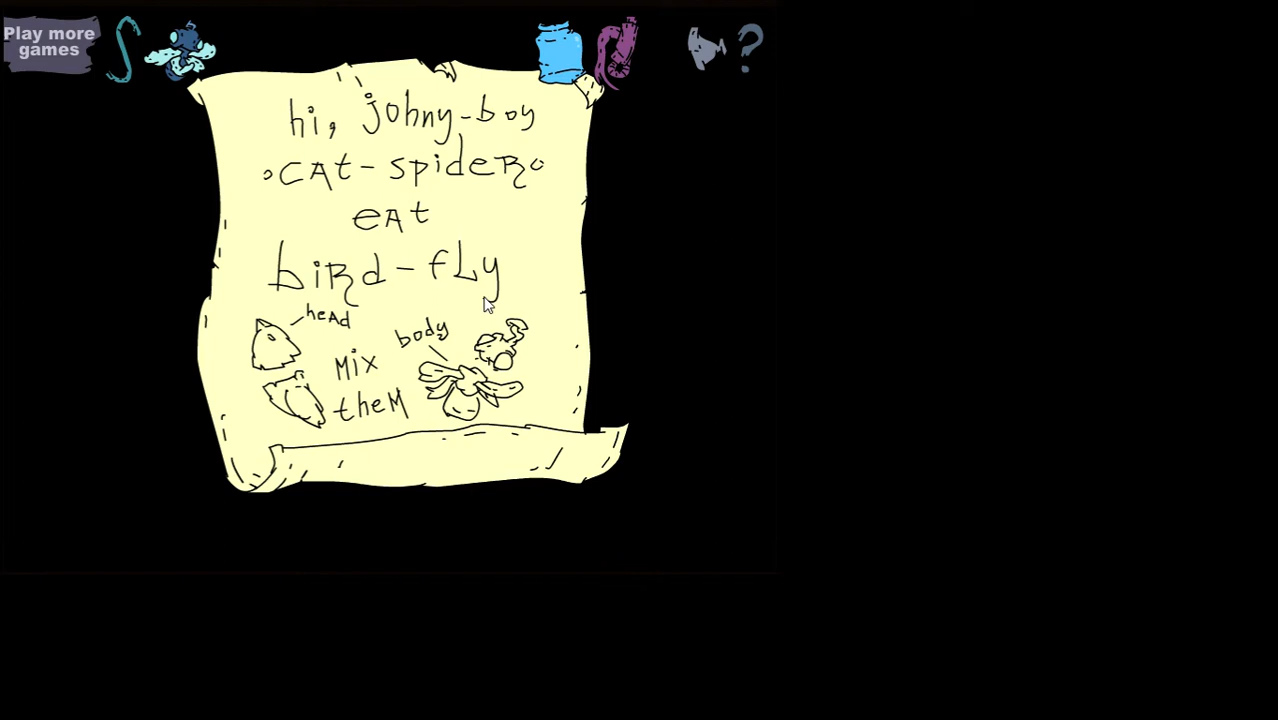 Play more
games
?
hi, johny-boy
CAt-spideR
eAt
biRd-fLy
heAd
body
Mix
theM